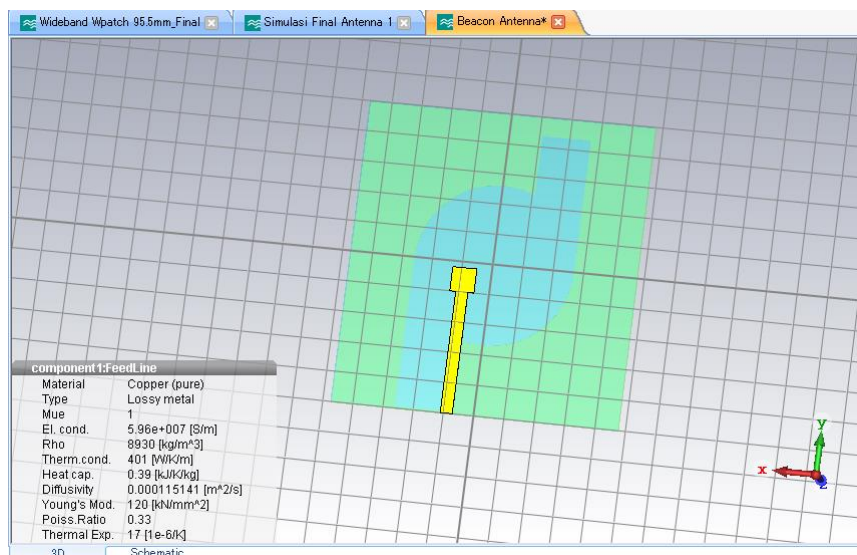 Wideband Wpatch 95.5mm_Final
Simulasi Final Antenna 1
Beacon Antenna*
component1:FeedLine
Material Copper (pure)
Type Lossy metal
Mue 1
El. cond. 5.96e+007 [S/m]
Rho 8930 [kg/m^3]
Therm.cond. 401 [W/K/m]
Heat cap. 0.39 [kJ/K/kg]
Diffusivity 0.000115141 [m^2/s]
Young's Mod. 120 [kN/mm^2]
Poiss.Ratio 0.33
Thermal Exp. 17 [1e-6/K]
y
x
z
3D Schematic